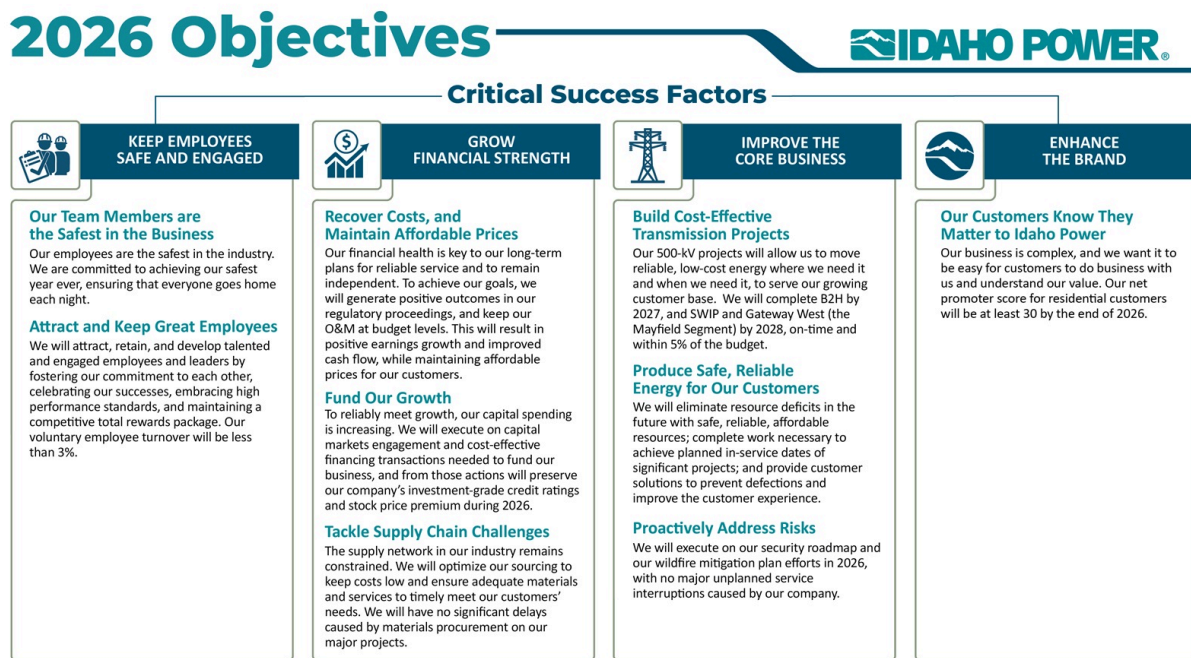 2026 Objectives
IDAHO POWER®
Critical Success Factors
KEEP EMPLOYEES
SAFE AND ENGAGED
Our Team Members are
the Safest in the Business
Our employees are the safest in the industry.
We are committed to achieving our safest
year ever, ensuring that everyone goes home
each night.
Attract and Keep Great Employees
We will attract, retain, and develop talented
and engaged employees and leaders by
fostering our commitment to each other,
celebrating our successes, embracing high
performance standards, and maintaining a
competitive total rewards package. Our
voluntary employee turnover will be less
than 3%.
GROW
FINANCIAL STRENGTH
Recover Costs, and
Maintain Affordable Prices
Our financial health is key to our long-term
plans for reliable service and to remain
independent. To achieve our goals, we
will generate positive outcomes in our
regulatory proceedings, and keep our
O&M at budget levels. This will result in
positive earnings growth and improved
cash flow, while maintaining affordable
prices for our customers.
Fund Our Growth
To reliably meet growth, our capital spending
is increasing. We will execute on capital
markets engagement and cost-effective
financing transactions needed to fund our
business, and from those actions will preserve
our company's investment-grade credit ratings
and stock price premium during 2026.
Tackle Supply Chain Challenges
The supply network in our industry remains
constrained. We will optimize our sourcing to
keep costs low and ensure adequate materials
and services to timely meet our customers'
needs. We will have no significant delays
caused by materials procurement on our
major projects.
IMPROVE THE
CORE BUSINESS
Build Cost-Effective
Transmission Projects
Our 500-kV projects will allow us to move
reliable, low-cost energy where we need it
and when we need it, to serve our growing
customer base. We will complete B2H by
2027, and SWIP and Gateway West (the
Mayfield Segment) by 2028, on-time and
within 5% of the budget.
Produce Safe, Reliable
Energy for Our Customers
We will eliminate resource deficits in the
future with safe, reliable, affordable
resources; complete work necessary to
achieve planned in-service dates of
significant projects; and provide customer
solutions to prevent defections and
improve the customer experience.
Proactively Address Risks
We will execute on our security roadmap and
our wildfire mitigation plan efforts in 2026,
with no major unplanned service
interruptions caused by our company.
ENHANCE
THE BRAND
Our Customers Know They
Matter to Idaho Power
Our business is complex, and we want it to
be easy for customers to do business with
us and understand our value. Our net
promoter score for residential customers
will be at least 30 by the end of 2026.